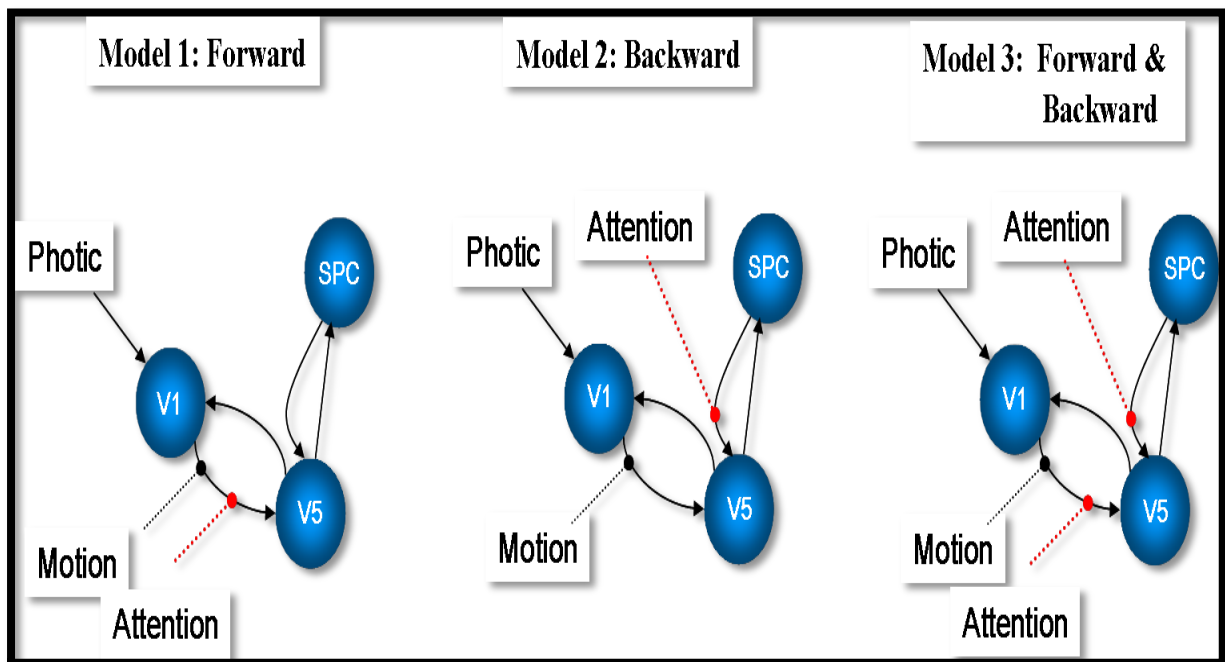 Model 1: Forward
Photic
SPC
V1
V5
Motion
Attention
Model 2: Backward
Attention
Photic
SPC
V1
V5
Motion
Model 3: Forward &
Backward
Attention
Photic
SPC
V1
V5
Motion
Attention